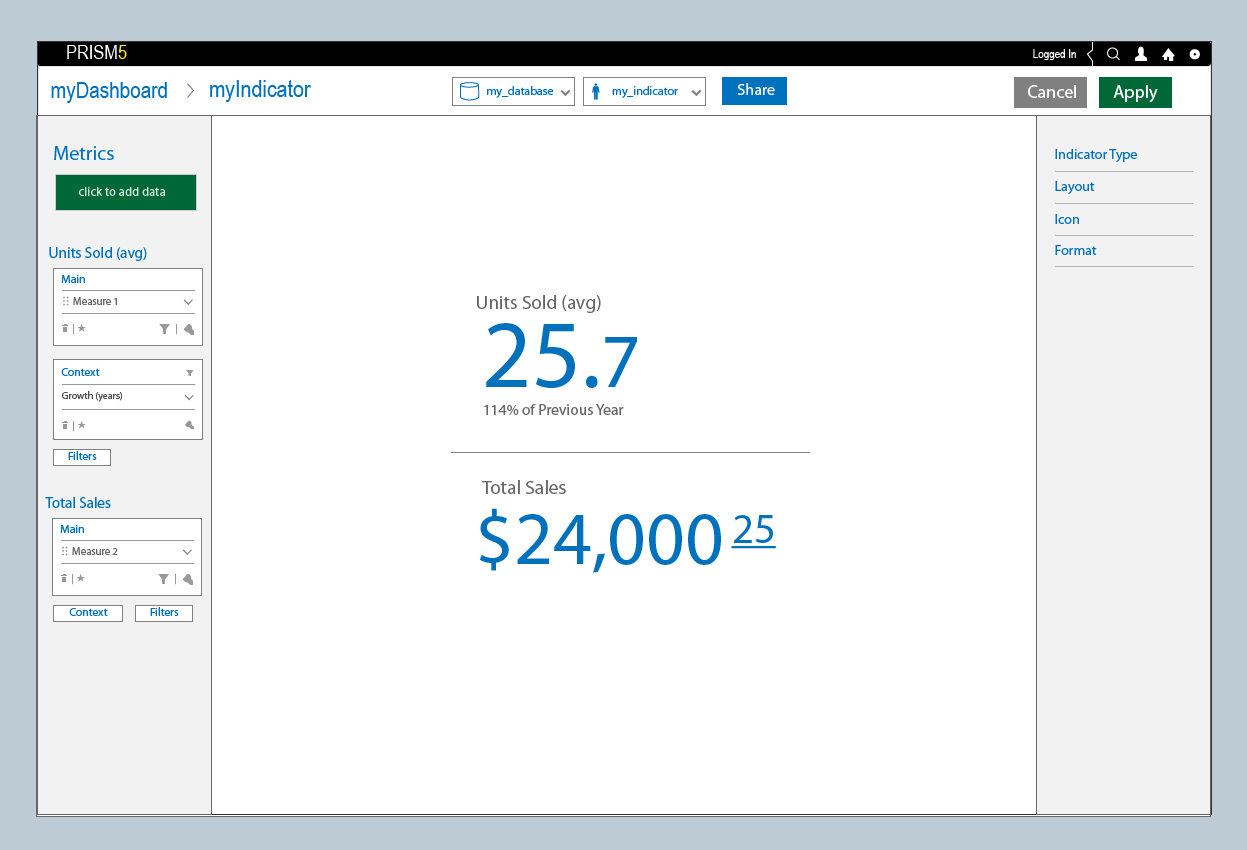 PRISM5
Logged In
myDashboard > myIndicator
my_database
my_indicator
Share
Cancel
Apply
Metrics
click to add data
Units Sold (avg)
Main
Measure 1
Context
Growth (years)
Filters
Total Sales
Main
Measure 2
Context
Filters
Units Sold (avg)
25.7
114% of Previous Year
Total Sales
$24,000 25
Indicator Type
Layout
Icon
Format